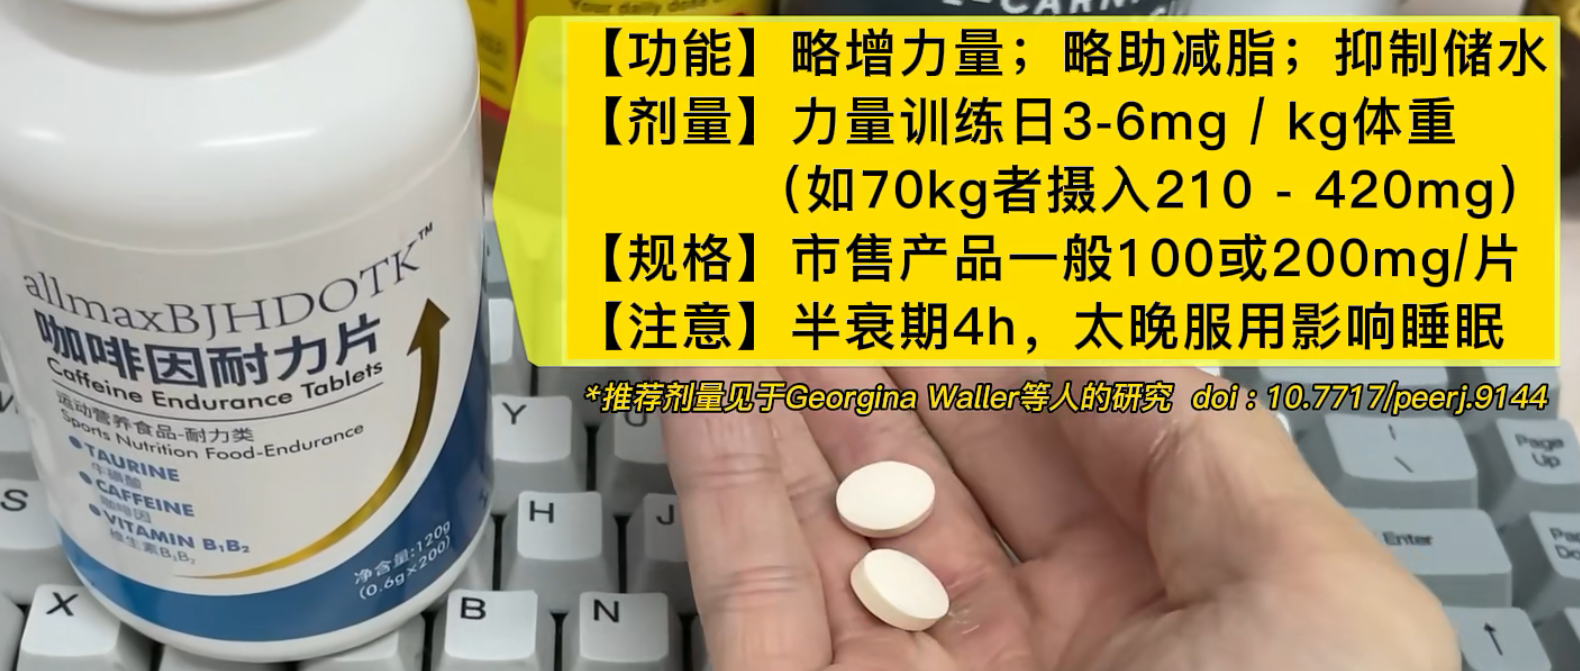 Your daily dose
L-CARNI
【功能】略增力量；略助减脂；抑制储水
【剂量】力量训练日3-6mg / kg体重
（如70kg者摄入210 - 420mg）
【规格】市售产品一般100或200mg/片
【注意】半衰期4h，太晚服用影响睡眠
*推荐剂量见于Georgina Waller等人的研究 doi : 10.7717/peerj.9144
allmaxBJHDOTK™
咖啡因耐力片
Caffeine Endurance Tablets
运动营养食品-耐力类
Sports Nutrition Food-Endurance
TAURINE
牛磺酸
CAFFEINE
咖啡因
VITAMIN B₁B₂
维生素B₁B₂
净含量:120g
(0.6g×200)
Y
U
S
H
J
X
B
N
Enter
Page
Up
\